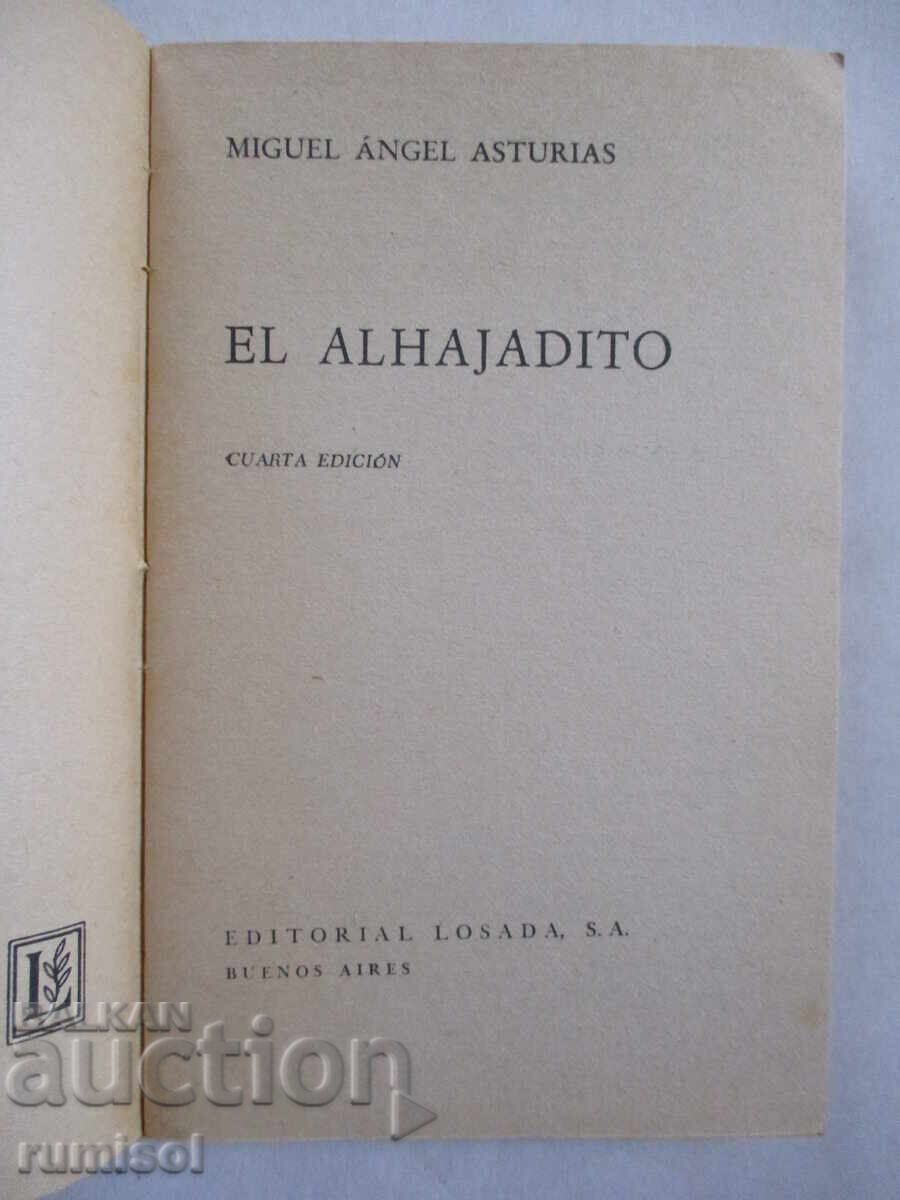 MIGUEL ÁNGEL ASTURIAS
EL ALHAJADITO
CUARTA EDICIÓN
EDITORIAL LOSADA, S.A.
BUENOS AIRES
L
BALKAN
auction
rumisol